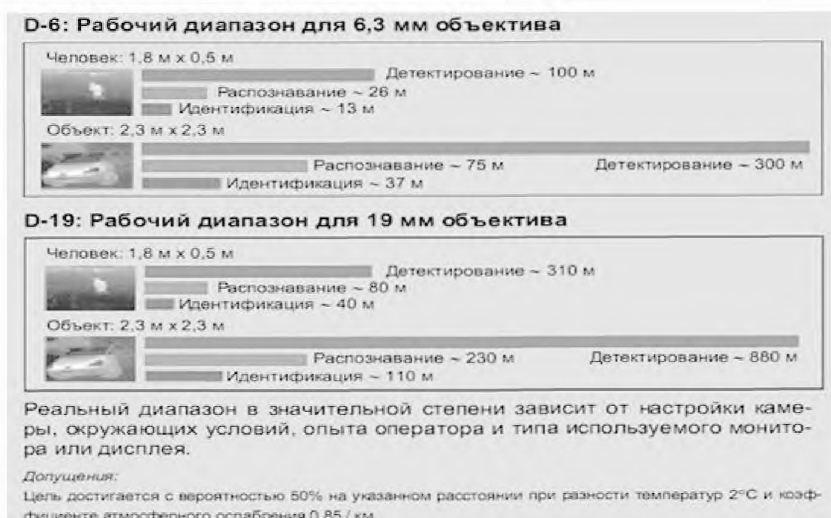 D-6: Рабочий диапазон для 6,3 мм объектива
Человек: 1,8 м x 0,5 м
Детектирование ~ 100 м
Распознавание ~ 26 м
Идентификация ~ 13 м
Объект: 2,3 м x 2,3 м
Распознавание ~ 75 м Детектирование ~ 300 м
Идентификация ~ 37 м
D-19: Рабочий диапазон для 19 мм объектива
Человек: 1,8 м x 0,5 м
Детектирование ~ 310 м
Распознавание ~ 80 м
Идентификация ~ 40 м
Объект: 2,3 м x 2,3 м
Распознавание ~ 230 м Детектирование ~ 880 м
Идентификация ~ 110 м
Реальный диапазон в значительной степени зависит от настройки каме-
ры, окружающих условий, опыта оператора и типа используемого монито-
ра или дисплея.
Допущения:
Цель достигается с вероятностью 50% на указанном расстоянии при разности температур 2°C и коэф-
фициенте атмосферного ослабления 0,85 / км